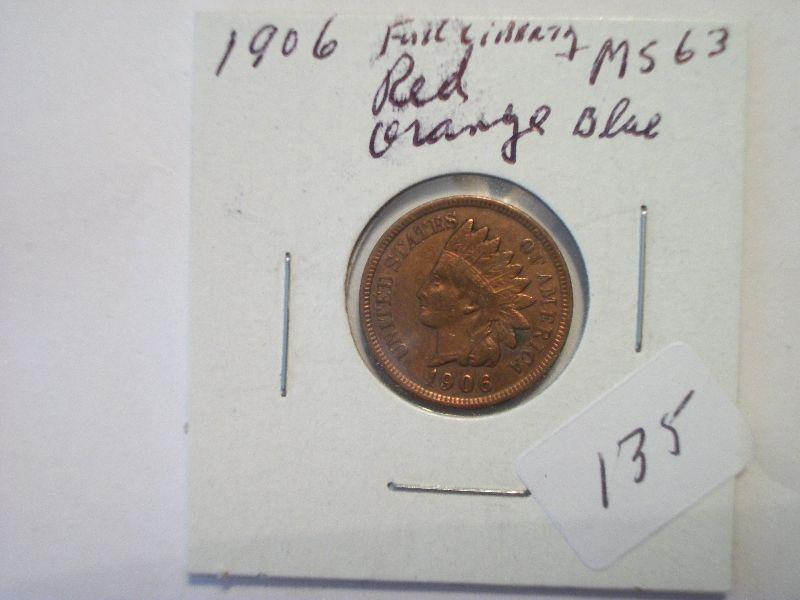 1906 Full Liberty MS63
Red
Orange Blue
UNITED STATES OF AMERICA
1906
135